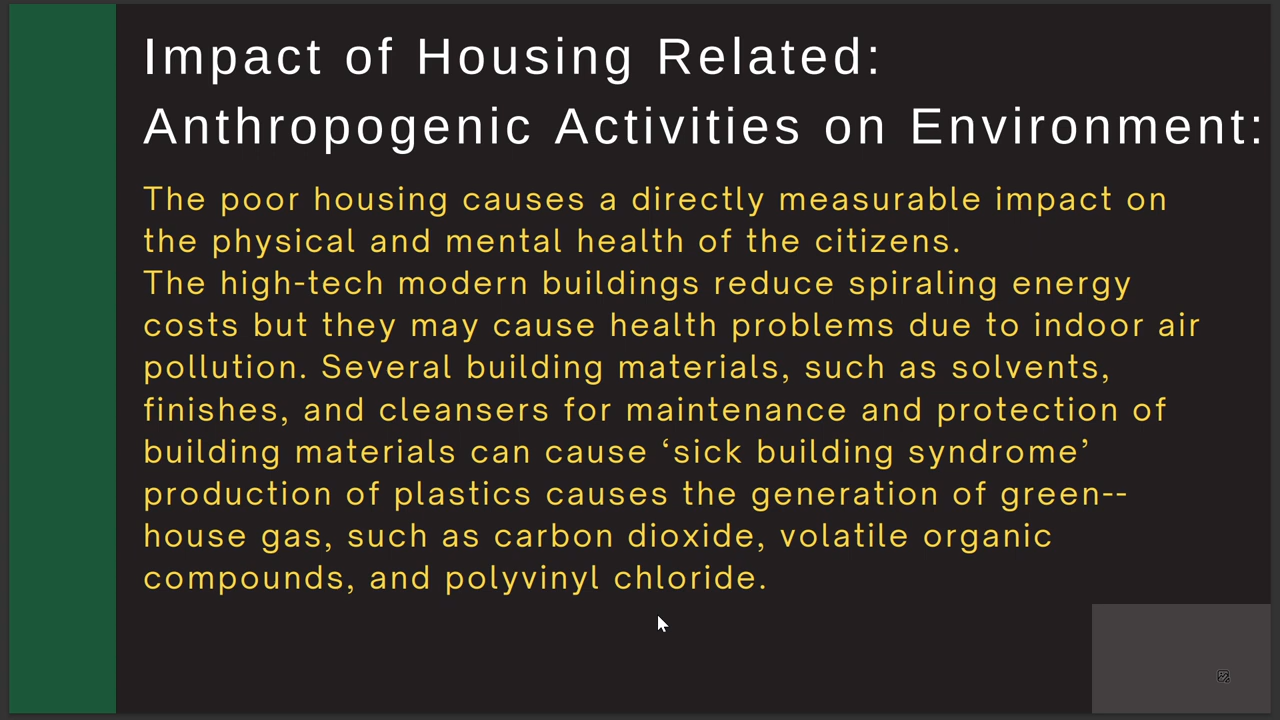 Impact of Housing Related:
Anthropogenic Activities on Environment:
The poor housing causes a directly measurable impact on
the physical and mental health of the citizens.
The high-tech modern buildings reduce spiraling energy
costs but they may cause health problems due to indoor air
pollution. Several building materials, such as solvents,
finishes, and cleansers for maintenance and protection of
building materials can cause ‘sick building syndrome’
production of plastics causes the generation of green--
house gas, such as carbon dioxide, volatile organic
compounds, and polyvinyl chloride.